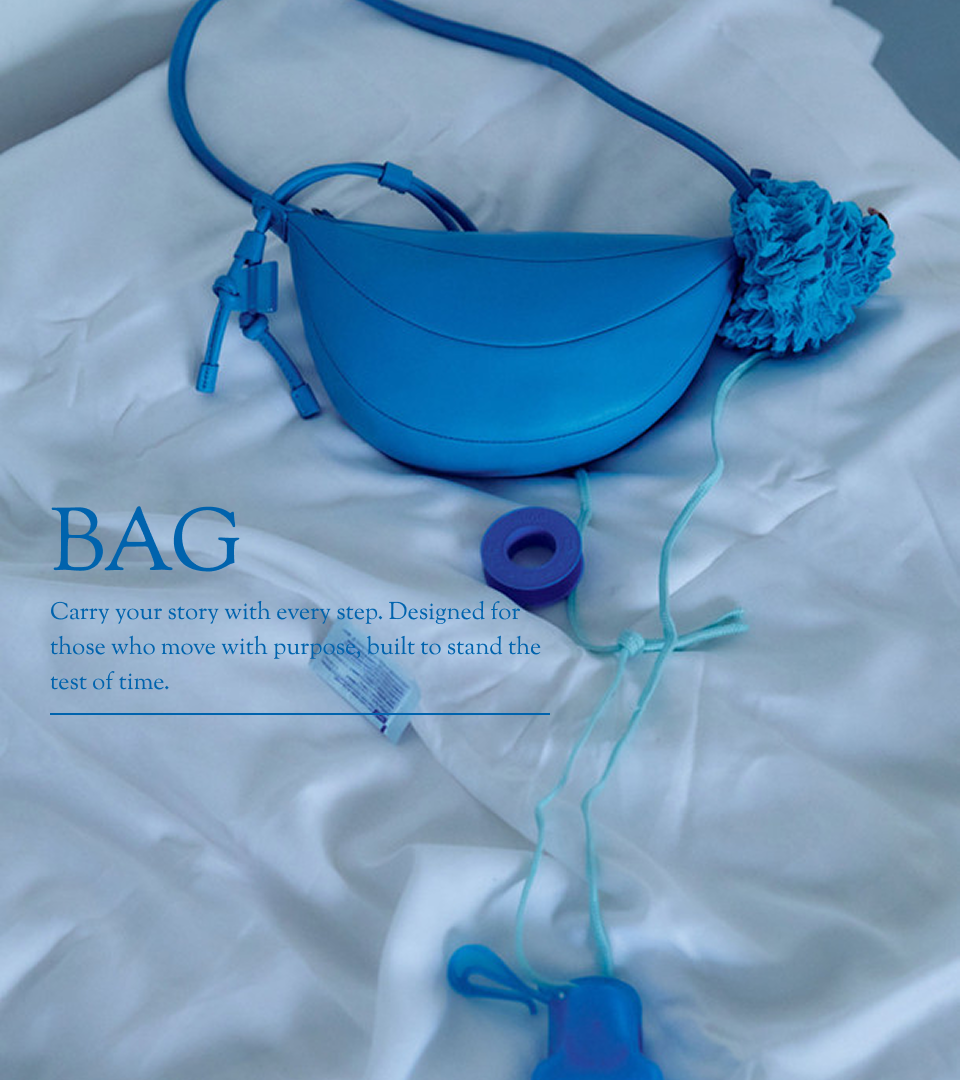 BAG
Carry your story with every step. Designed for
those who move with purpose, built to stand the
test of time.